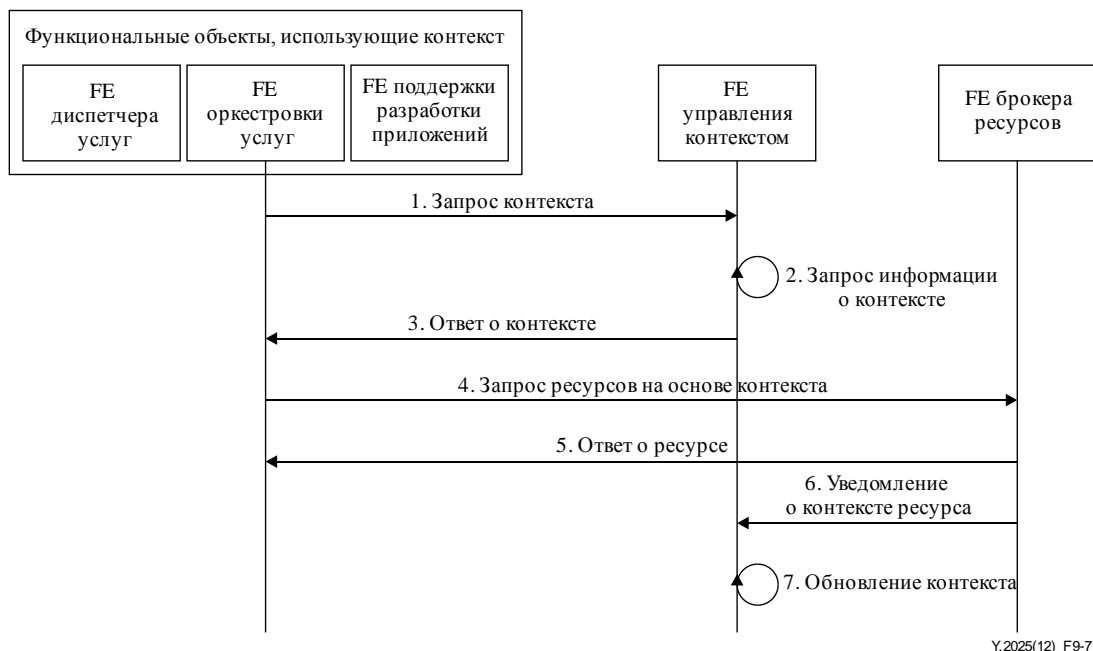 Функциональные объекты, использующие контекст
FE
диспетчера
услуг
FE
оркестровки
услуг
FE поддержки
разработки
приложений
FE
управления
контекстом
FE брокера
ресурсов
1. Запрос контекста
2. Запрос информации
о контексте
3. Ответ о контексте
4. Запрос ресурсов на основе контекста
5. Ответ о ресурсе
6. Уведомление
о контексте ресурса
7. Обновление контекста
Y.2025(12)_F9-7